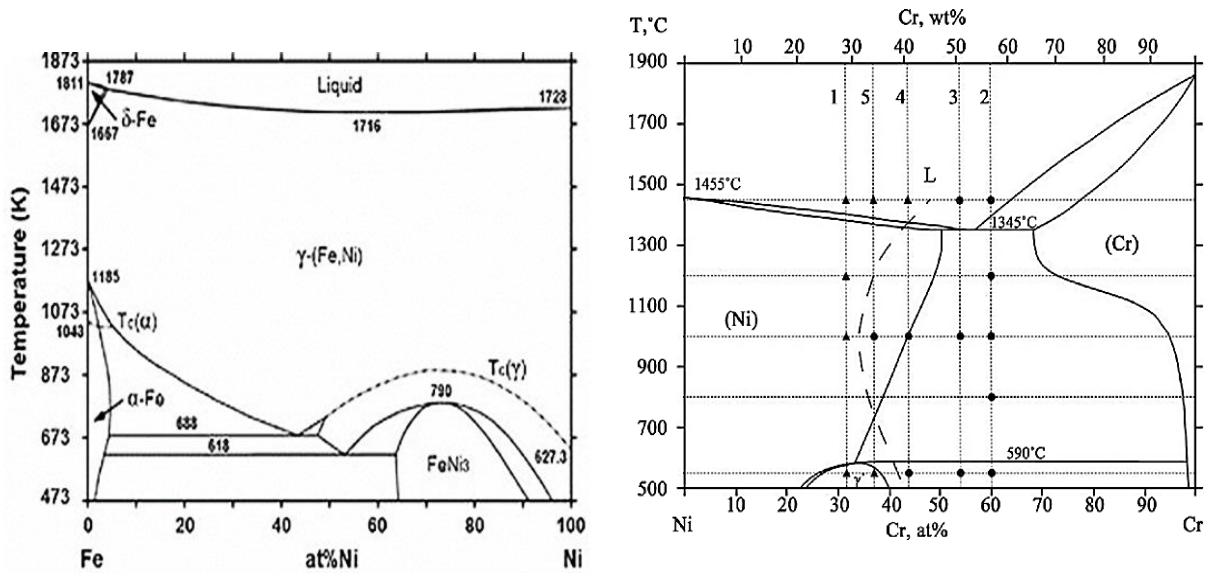 1873
1811
1787
Liquid
1723
δ-Fe
1716
1673
1667
1473
Temperature (K)
1273
γ-(Fe,Ni)
1185
1073
1043
Tc(α)
873
Tc(γ)
790
α-Fe
688
673
618
627.3
FeNi3
473
0 20 40 60 80 100
Fe at%Ni Ni
Cr, wt%
T,°C
10 20 30 40 50 60 70 80 90
1900
1 5 4 3 2
1700
L
1500
1455°C
1345°C
1300
(Cr)
1100
(Ni)
900
700
590°C
γ'
500
10 20 30 40 50 60 70 80 90
Ni Cr, at% Cr